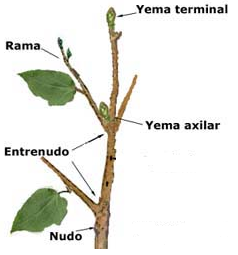 Yema terminal
Rama
Yema axilar
Entrenudo
Nudo